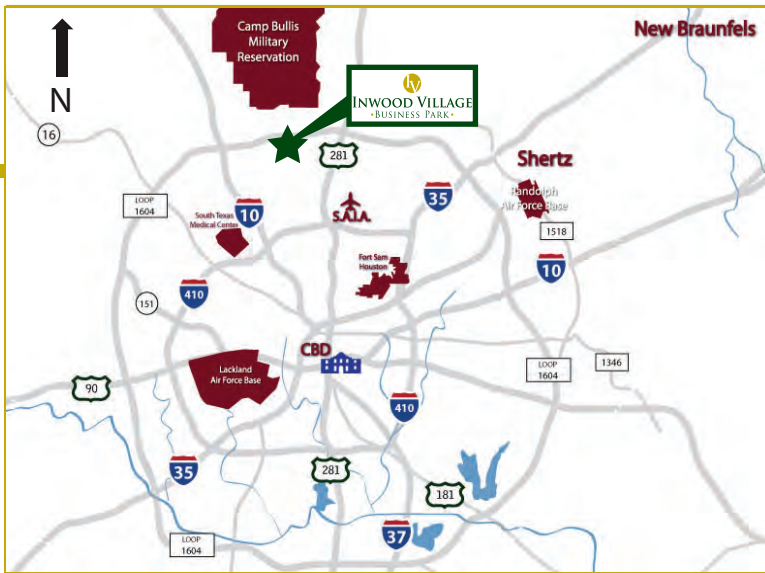 Camp Bullis
Military
Reservation
New Braunfels
N
IV
INWOOD VILLAGE
•BUSINESS PARK•
16
281
Shertz
Randolph
Air Force Base
LOOP
1604
10
35
S.A.I.A.
South Texas
Medical Center
1518
Fort Sam
Houston
10
410
151
CBD
LOOP
1604
1346
Lackland
Air Force Base
90
410
35
281
181
37
LOOP
1604